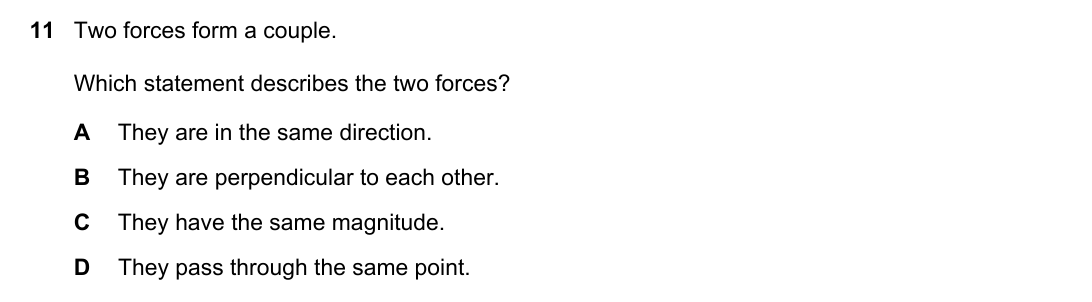 11 Two forces form a couple.
Which statement describes the two forces?
A They are in the same direction.
B They are perpendicular to each other.
C They have the same magnitude.
D They pass through the same point.